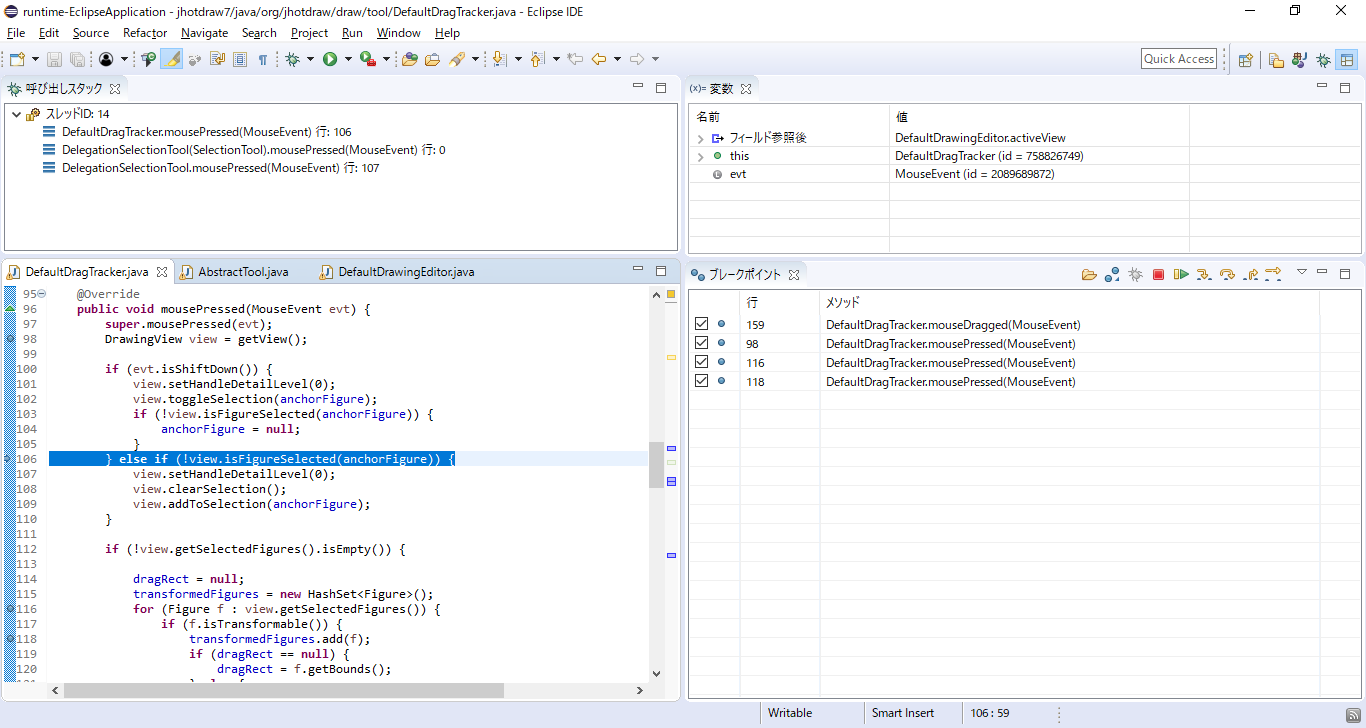 runtime-EclipseApplication - jhotdraw7/java/org/jhotdraw/draw/tool/DefaultDragTracker.java - Eclipse IDE
File Edit Source Refactor Navigate Search Project Run Window Help
Quick Access
呼び出しスタック
スレッドID: 14
DefaultDragTracker.mousePressed(MouseEvent) 行: 106
DelegationSelectionTool(SelectionTool).mousePressed(MouseEvent) 行: 0
DelegationSelectionTool.mousePressed(MouseEvent) 行: 107
(x)= 変数
名前 値
フィールド参照後 DefaultDrawingEditor.activeView
this DefaultDragTracker (id = 758826749)
evt MouseEvent (id = 2089689872)
DefaultDragTracker.java AbstractTool.java DefaultDrawingEditor.java
95 @Override
96 public void mousePressed(MouseEvent evt) {
97 super.mousePressed(evt);
98 DrawingView view = getView();
99
100 if (evt.isShiftDown()) {
101 view.setHandleDetailLevel(0);
102 view.toggleSelection(anchorFigure);
103 if (!view.isFigureSelected(anchorFigure)) {
104 anchorFigure = null;
105 }
106 } else if (!view.isFigureSelected(anchorFigure)) {
107 view.setHandleDetailLevel(0);
108 view.clearSelection();
109 view.addToSelection(anchorFigure);
110 }
111
112 if (!view.getSelectedFigures().isEmpty()) {
113
114 dragRect = null;
115 transformedFigures = new HashSet<Figure>();
116 for (Figure f : view.getSelectedFigures()) {
117 if (f.isTransformable()) {
118 transformedFigures.add(f);
119 if (dragRect == null) {
120 dragRect = f.getBounds();
ブレークポイント
行 メソッド
159 DefaultDragTracker.mouseDragged(MouseEvent)
98 DefaultDragTracker.mousePressed(MouseEvent)
116 DefaultDragTracker.mousePressed(MouseEvent)
118 DefaultDragTracker.mousePressed(MouseEvent)
Writable Smart Insert 106 : 59